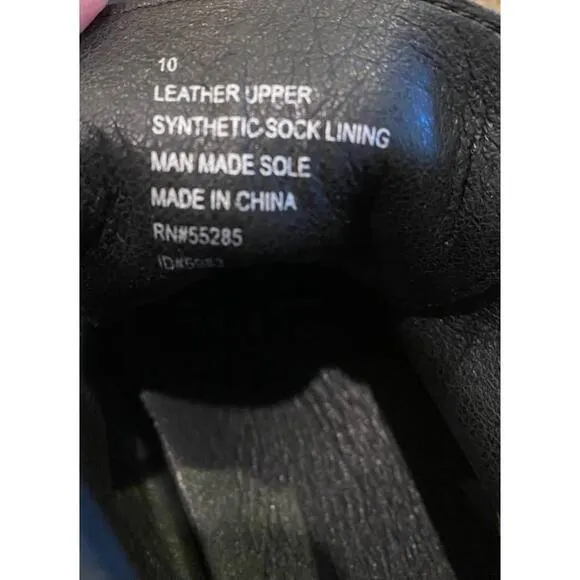 10
LEATHER UPPER
SYNTHETIC SOCK LINING
MAN MADE SOLE
MADE IN CHINA
RN#55285